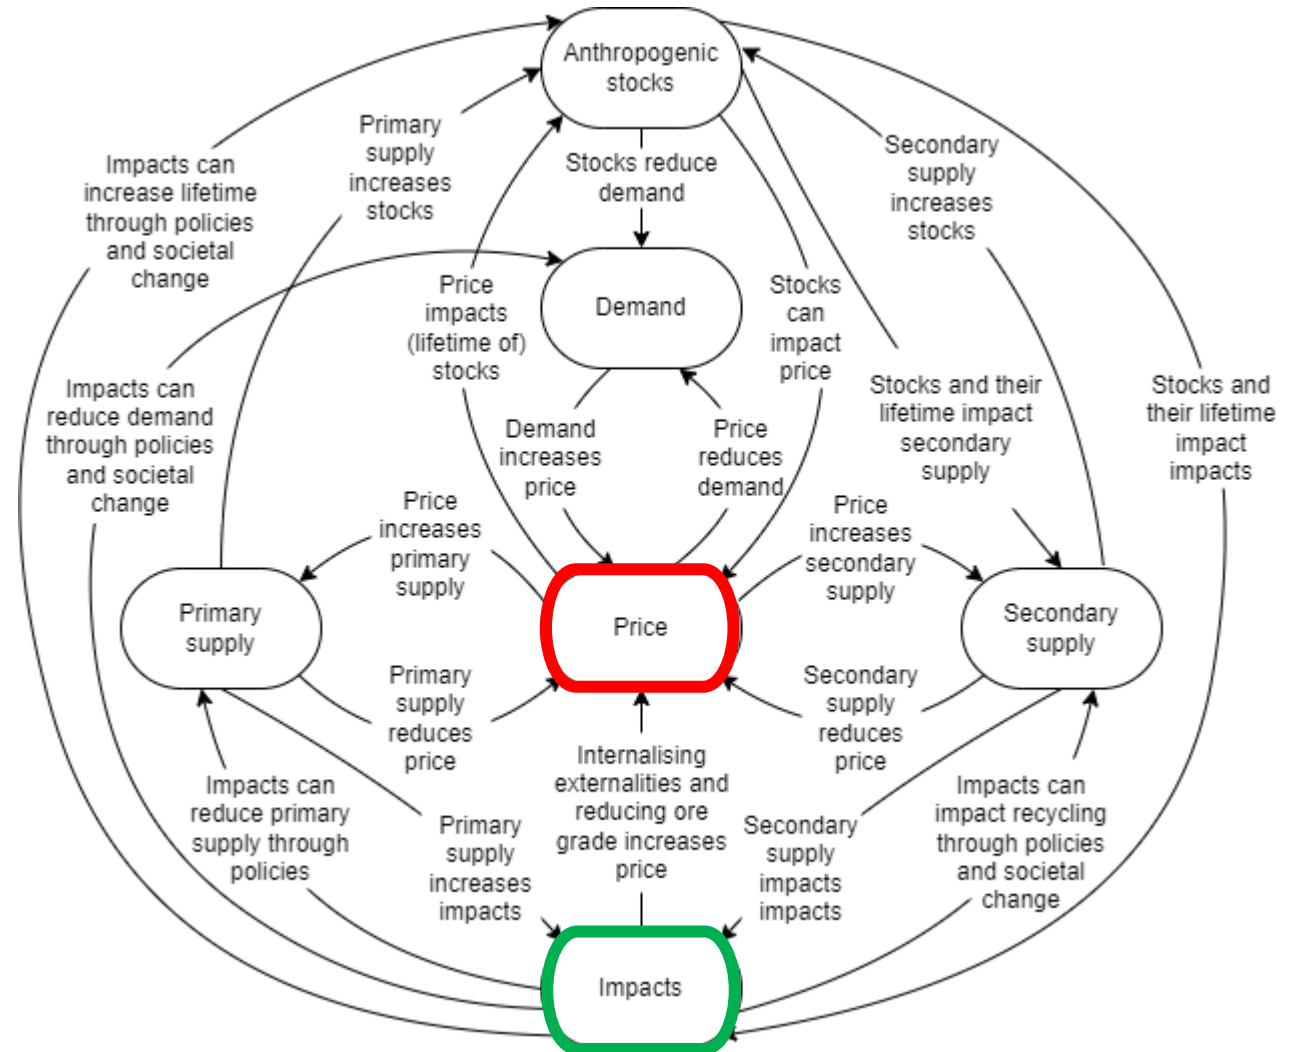 Anthropogenic
stocks
Primary
supply
increases
stocks
Impacts can
increase lifetime
through policies
and societal
change
Stocks reduce
demand
Secondary
supply
increases
stocks
Price
impacts
(lifetime of)
stocks
Demand
Stocks
can
impact
price
Impacts can
reduce demand
through policies
and societal
change
Stocks and their
lifetime impact
secondary
supply
Stocks and
their lifetime
impact
impacts
Demand
increases
price
Price
reduces
demand
Price
increases
primary
supply
Price
increases
secondary
supply
Primary
supply
Price
Secondary
supply
Primary
supply
reduces
price
Secondary
supply
reduces
price
Internalising
externalities and
reducing ore
grade increases
price
Impacts can
reduce primary
supply through
policies
Impacts can
impact recycling
through policies
and societal
change
Primary
supply
increases
impacts
Secondary
supply
impacts
impacts
Impacts